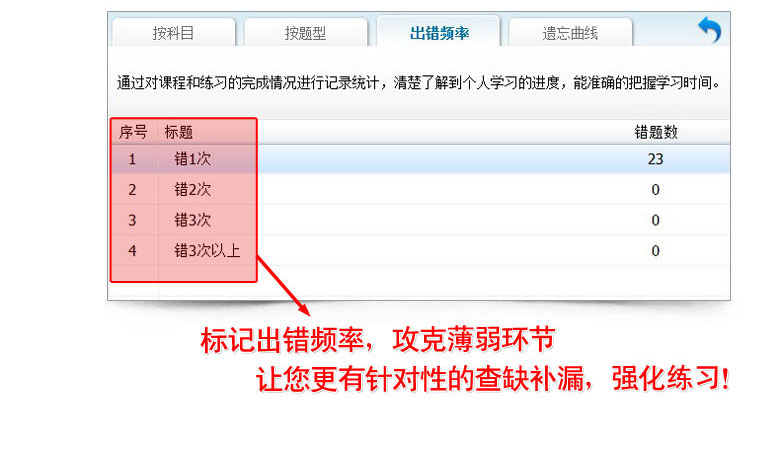 按科目 按题型 出错频率 遗忘曲线
通过对课程和练习的完成情况进行记录统计，清楚了解到个人学习的进度，能准确的把握学习时间。
序号 标题 错题数
1 错1次 23
2 错2次 0
3 错3次 0
4 错3次以上 0
标记出错频率，攻克薄弱环节
让您更有针对性的查缺补漏，强化练习!